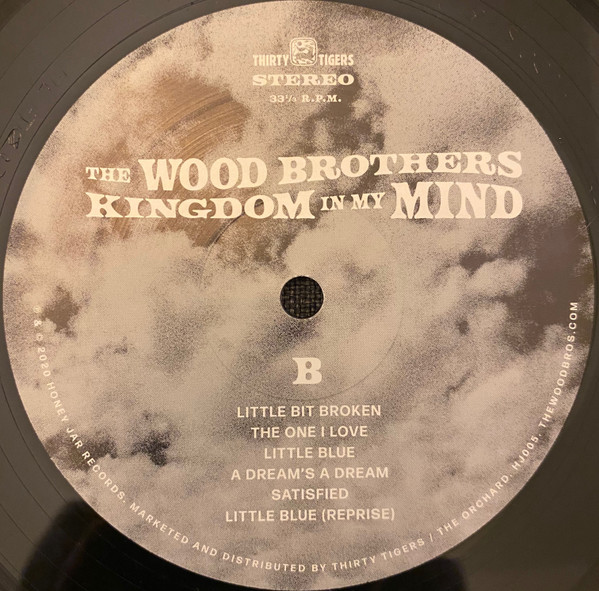 THIRTY TIGERS
STEREO
33⅓ R.P.M.
THE WOOD BROTHERS
KINGDOM IN MY MIND
B
LITTLE BIT BROKEN
THE ONE I LOVE
LITTLE BLUE
A DREAM'S A DREAM
SATISFIED
LITTLE BLUE (REPRISE)
& © 2020 HONEY JAR RECORDS. MARKETED AND DISTRIBUTED BY THIRTY TIGERS / THE ORCHARD. HJ005. THEWOODBROS.COM